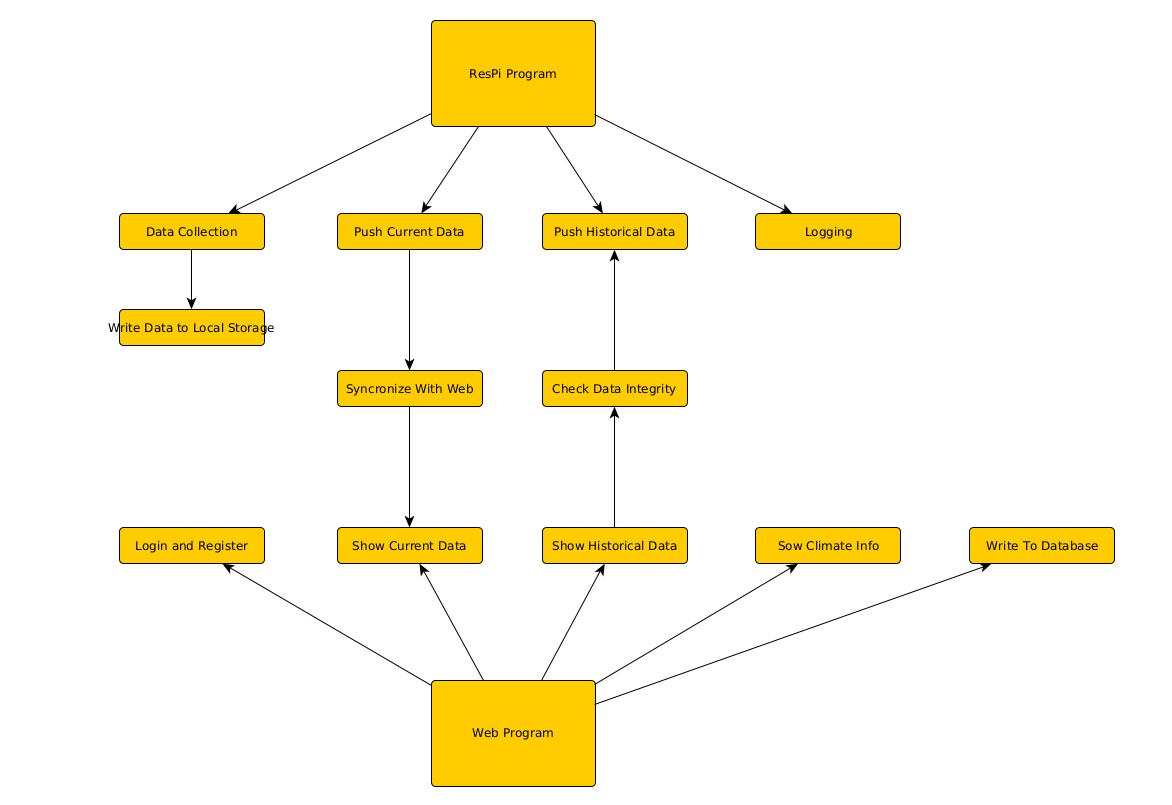 ResPi Program
Data Collection
Push Current Data
Push Historical Data
Logging
Write Data to Local Storage
Syncronize With Web
Check Data Integrity
Login and Register
Show Current Data
Show Historical Data
Sow Climate Info
Write To Database
Web Program